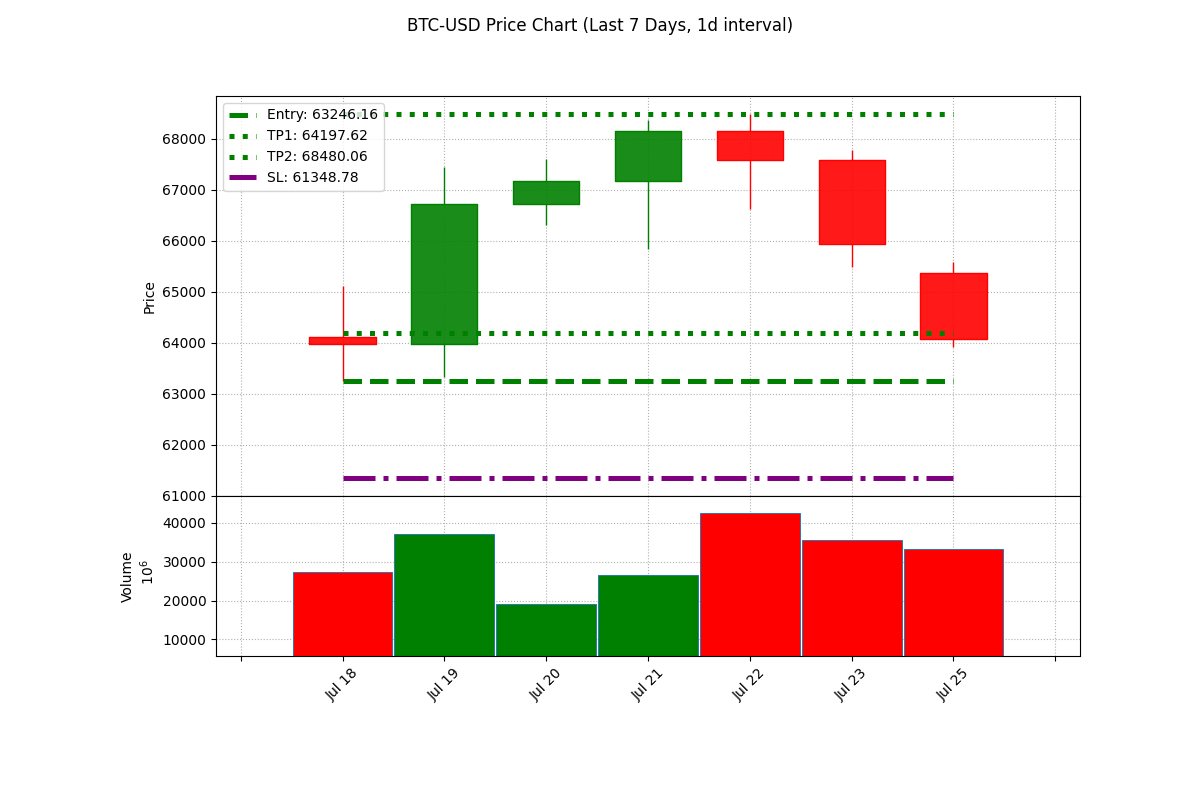 BTC-USD Price Chart (Last 7 Days, 1d interval)
Entry: 63246.16
TP1: 64197.62
TP2: 68480.06
SL: 61348.78
Price
68000
67000
66000
65000
64000
63000
62000
61000
Volume
10⁶
40000
30000
20000
10000
Jul 18
Jul 19
Jul 20
Jul 21
Jul 22
Jul 23
Jul 25